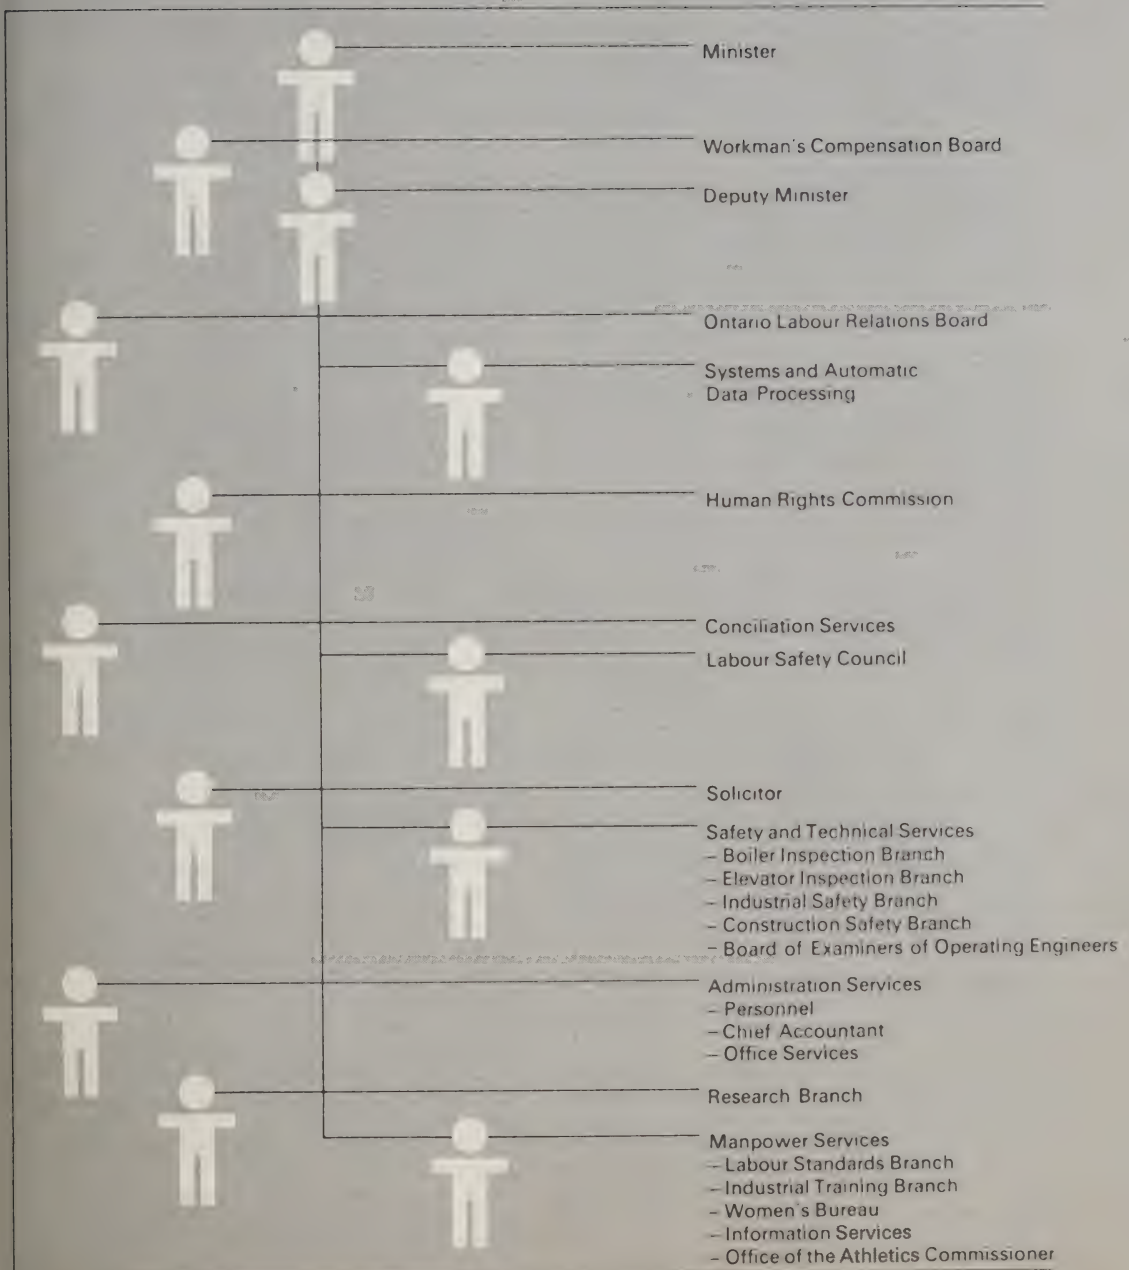 Minister
Workman's Compensation Board
Deputy Minister
Ontario Labour Relations Board
Systems and Automatic
Data Processing
Human Rights Commission
Conciliation Services
Labour Safety Council
Solicitor
Safety and Technical Services
– Boiler Inspection Branch
– Elevator Inspection Branch
– Industrial Safety Branch
– Construction Safety Branch
– Board of Examiners of Operating Engineers
Administration Services
– Personnel
– Chief Accountant
– Office Services
Research Branch
Manpower Services
– Labour Standards Branch
– Industrial Training Branch
– Women's Bureau
– Information Services
– Office of the Athletics Commissioner